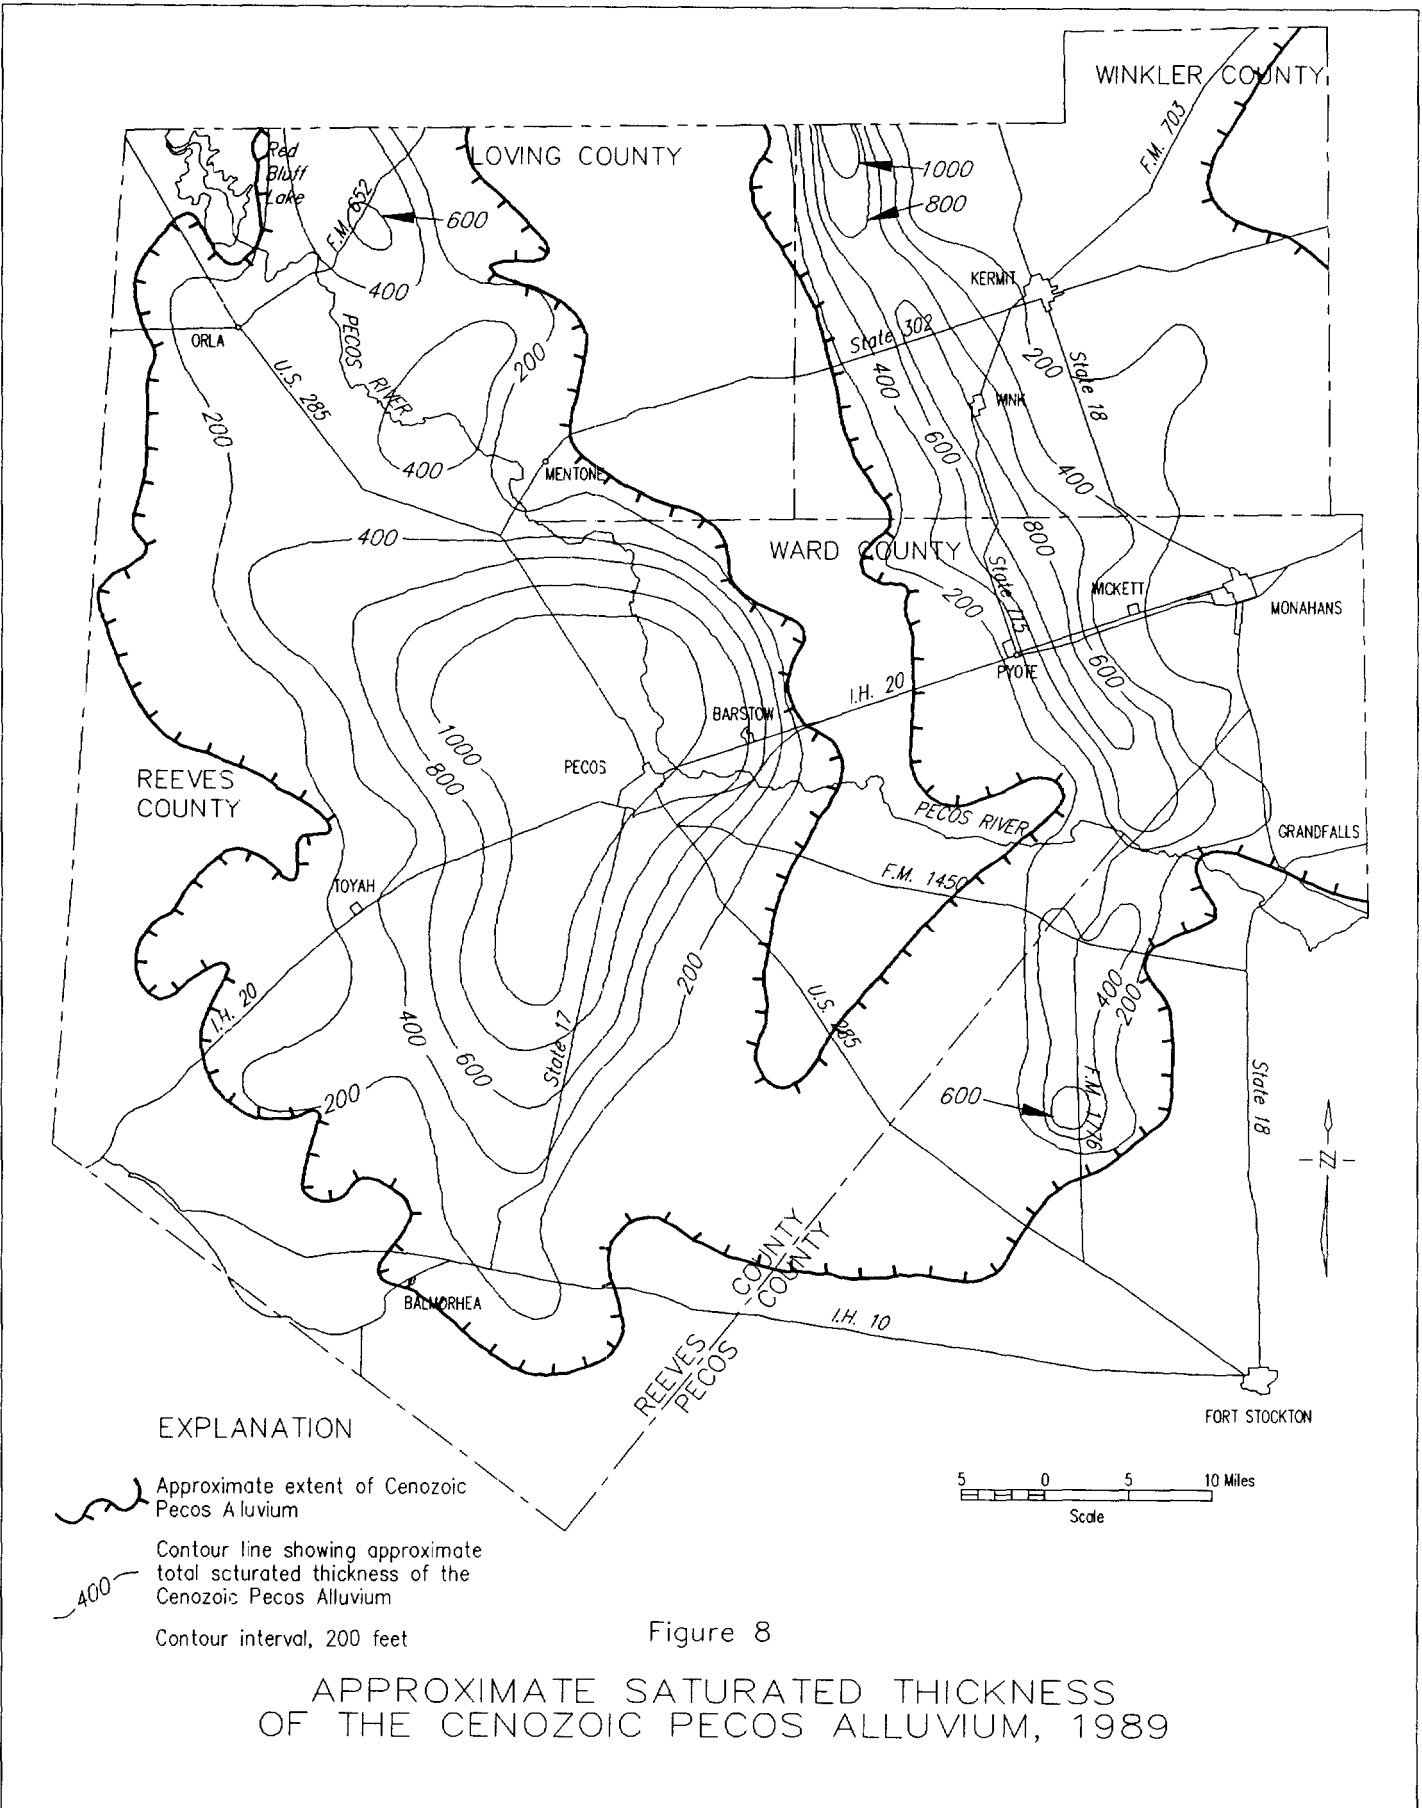 WINKLER COUNTY
F.M. 703
LOVING COUNTY
Red
Bluff
Lake
F.M. 652
600
1000
800
400
KERMIT
PECOS
RIVER
ORLA
U.S. 285
200
State 302
200
State 18
400
WINK
200
600
400
400
MENTONE
400
800
WARD COUNTY
State 115
200
WICKETT
MONAHANS
PYOTE
600
I.H. 20
BARSTOW
1000
800
PECOS
REEVES
COUNTY
PECOS RIVER
GRANDFALLS
F.M. 1450
TOYAH
200
400
200
I.H. 20
U.S. 285
400
600
State 17
200
600
F.M. 1776
State 18
N
COUNTY
COUNTY
BALMORHEA
I.H. 10
REEVES
PECOS
FORT STOCKTON
EXPLANATION
Approximate extent of Cenozoic
Pecos Alluvium
Contour line showing approximate
total saturated thickness of the
Cenozoic Pecos Alluvium
400
Contour interval, 200 feet
5 0 5 10 Miles
Scale
Figure 8
APPROXIMATE SATURATED THICKNESS
OF THE CENOZOIC PECOS ALLUVIUM, 1989